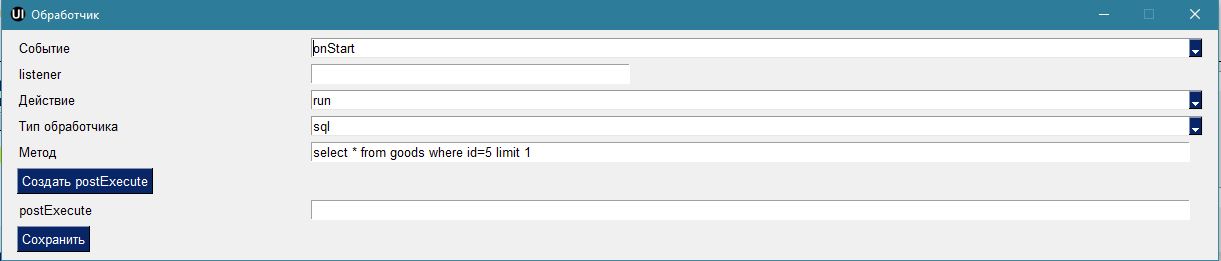 UI Обработчик
Событие onStart
listener
Действие run
Тип обработчика sql
Метод select * from goods where id=5 limit 1
Создать postExecute
postExecute
Сохранить